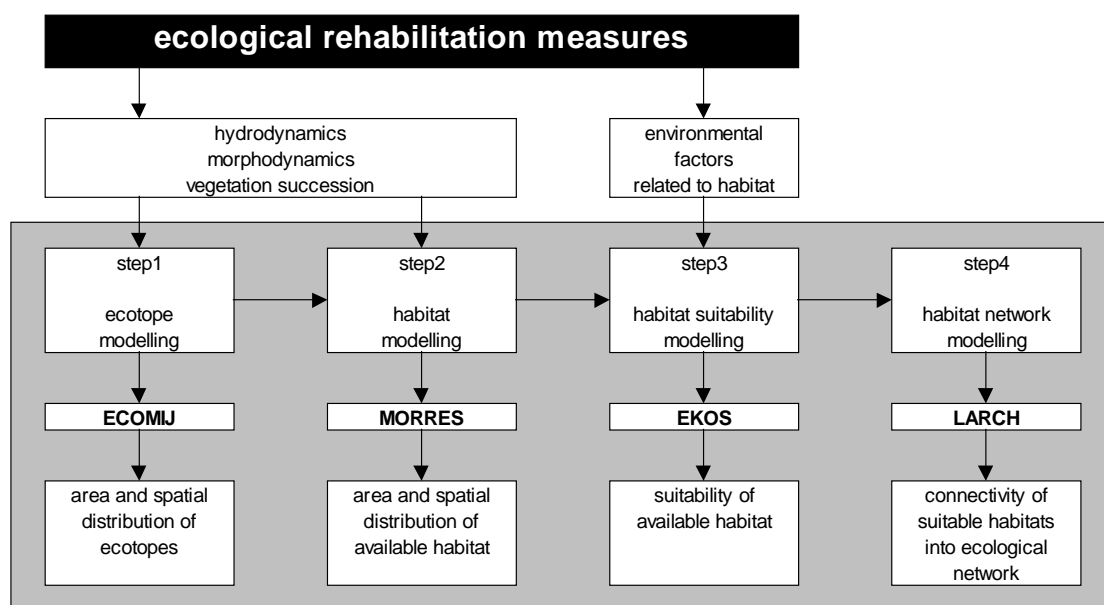 ecological rehabilitation measures
hydrodynamics
morphodynamics
vegetation succession
environmental
factors
related to habitat
step1
ecotope
modelling
step2
habitat
modelling
step3
habitat suitability
modelling
step4
habitat network
modelling
ECOMIJ
MORRES
EKOS
LARCH
area and spatial
distribution of
ecotopes
area and spatial
distribution of
available habitat
suitability of
available habitat
connectivity of
suitable habitats
into ecological
network